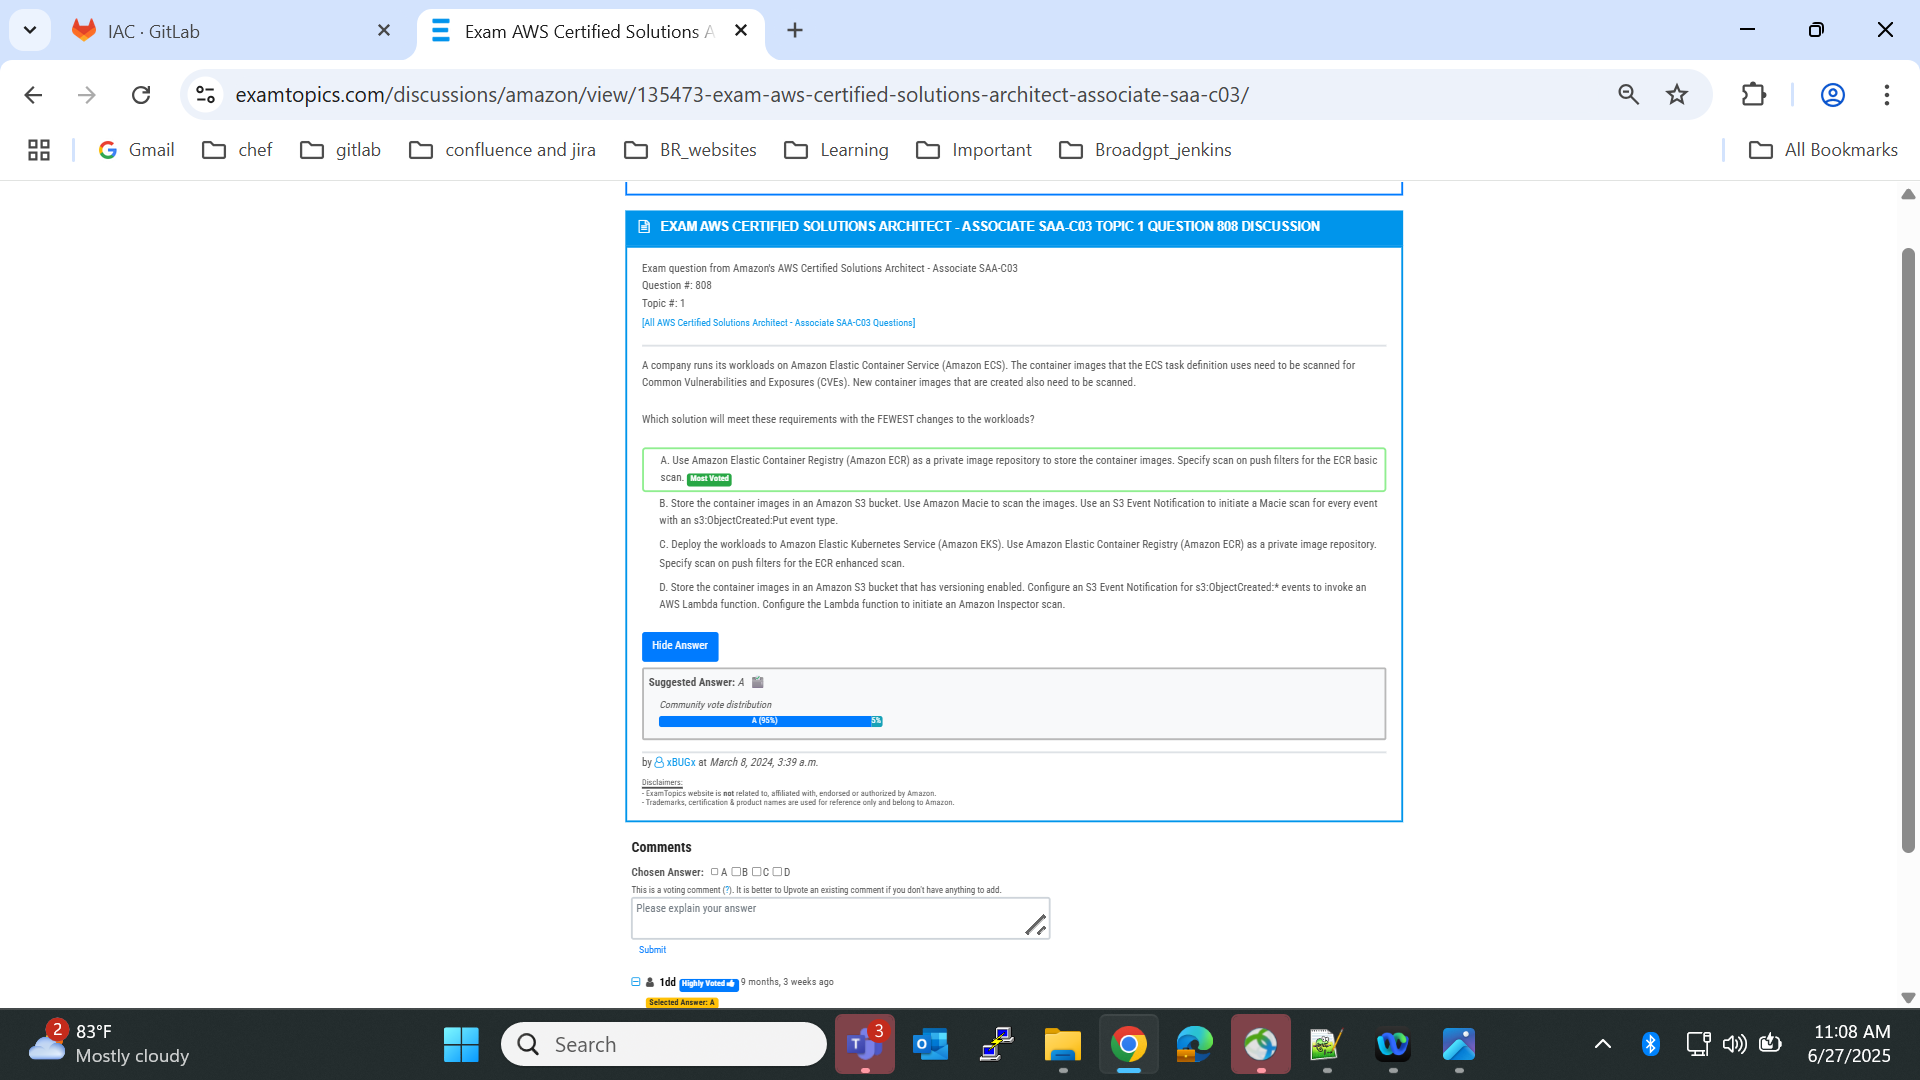 IAC · GitLab
Exam AWS Certified Solutions A
examtopics.com/discussions/amazon/view/135473-exam-aws-certified-solutions-architect-associate-saa-c03/
Gmail
chef
gitlab
confluence and jira
BR_websites
Learning
Important
Broadgpt_jenkins
All Bookmarks
EXAM AWS CERTIFIED SOLUTIONS ARCHITECT - ASSOCIATE SAA-C03 TOPIC 1 QUESTION 808 DISCUSSION
Exam question from Amazon's AWS Certified Solutions Architect - Associate SAA-C03
Question #: 808
Topic #: 1
[All AWS Certified Solutions Architect - Associate SAA-C03 Questions]
A company runs its workloads on Amazon Elastic Container Service (Amazon ECS). The container images that the ECS task definition uses need to be scanned for
Common Vulnerabilities and Exposures (CVEs). New container images that are created also need to be scanned.
Which solution will meet these requirements with the FEWEST changes to the workloads?
A. Use Amazon Elastic Container Registry (Amazon ECR) as a private image repository to store the container images. Specify scan on push filters for the ECR basic
scan. Most Voted
B. Store the container images in an Amazon S3 bucket. Use Amazon Macie to scan the images. Use an S3 Event Notification to initiate a Macie scan for every event
with an s3:ObjectCreated:Put event type.
C. Deploy the workloads to Amazon Elastic Kubernetes Service (Amazon EKS). Use Amazon Elastic Container Registry (Amazon ECR) as a private image repository.
Specify scan on push filters for the ECR enhanced scan.
D. Store the container images in an Amazon S3 bucket that has versioning enabled. Configure an S3 Event Notification for s3:ObjectCreated:* events to invoke an
AWS Lambda function. Configure the Lambda function to initiate an Amazon Inspector scan.
Hide Answer
Suggested Answer: A
Community vote distribution
A (95%) 5%
by xBUGx at March 8, 2024, 3:39 a.m.
Disclaimers:
- ExamTopics website is not related to, affiliated with, endorsed or authorized by Amazon.
- Trademarks, certification & product names are used for reference only and belong to Amazon.
Comments
Chosen Answer: A B C D
This is a voting comment (?). It is better to Upvote an existing comment if you don't have anything to add.
Please explain your answer
Submit
1dd Highly Voted 9 months, 3 weeks ago
Selected Answer: A
2
83°F
Mostly cloudy
Search
3
11:08 AM
6/27/2025